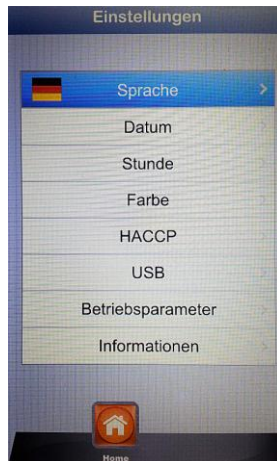 Einstellungen
Sprache
Datum
Stunde
Farbe
HACCP
USB
Betriebsparameter
Informationen
Home